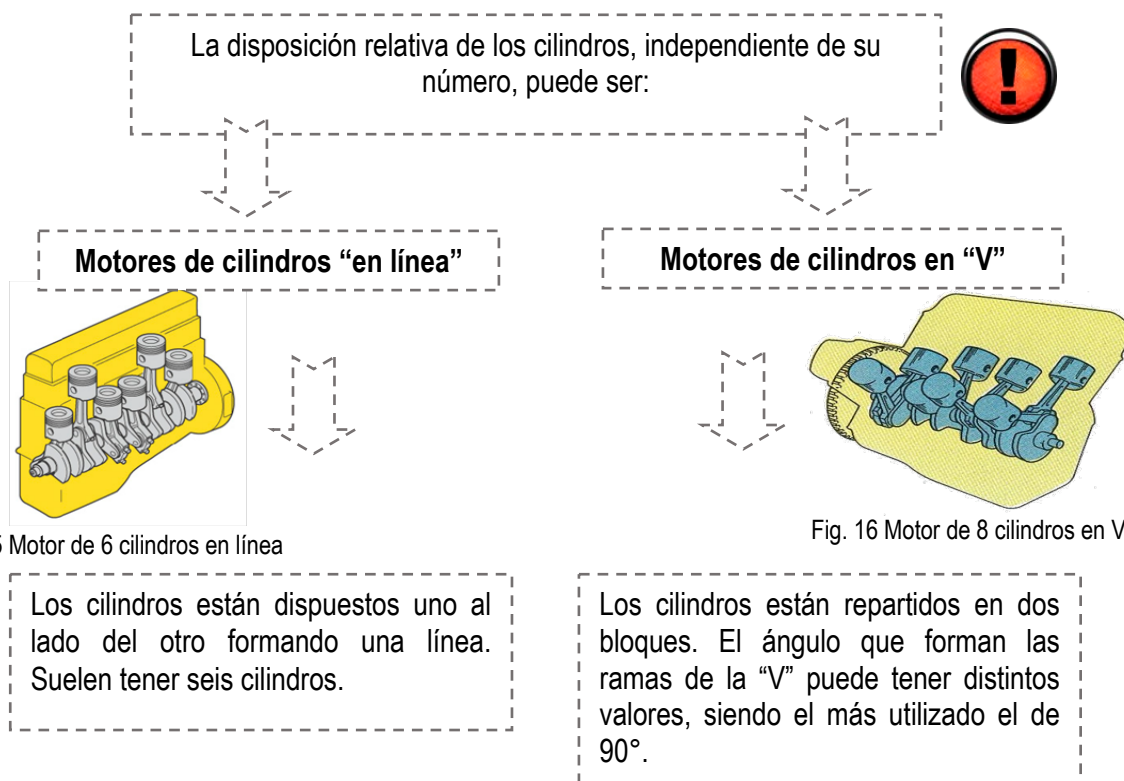 La disposición relativa de los cilindros, independiente de su
número, puede ser:
Motores de cilindros “en línea”
Motores de cilindros en “V”
5 Motor de 6 cilindros en línea
Fig. 16 Motor de 8 cilindros en V
Los cilindros están dispuestos uno al
lado del otro formando una línea.
Suelen tener seis cilindros.
Los cilindros están repartidos en dos
bloques. El ángulo que forman las
ramas de la “V” puede tener distintos
valores, siendo el más utilizado el de
90°.